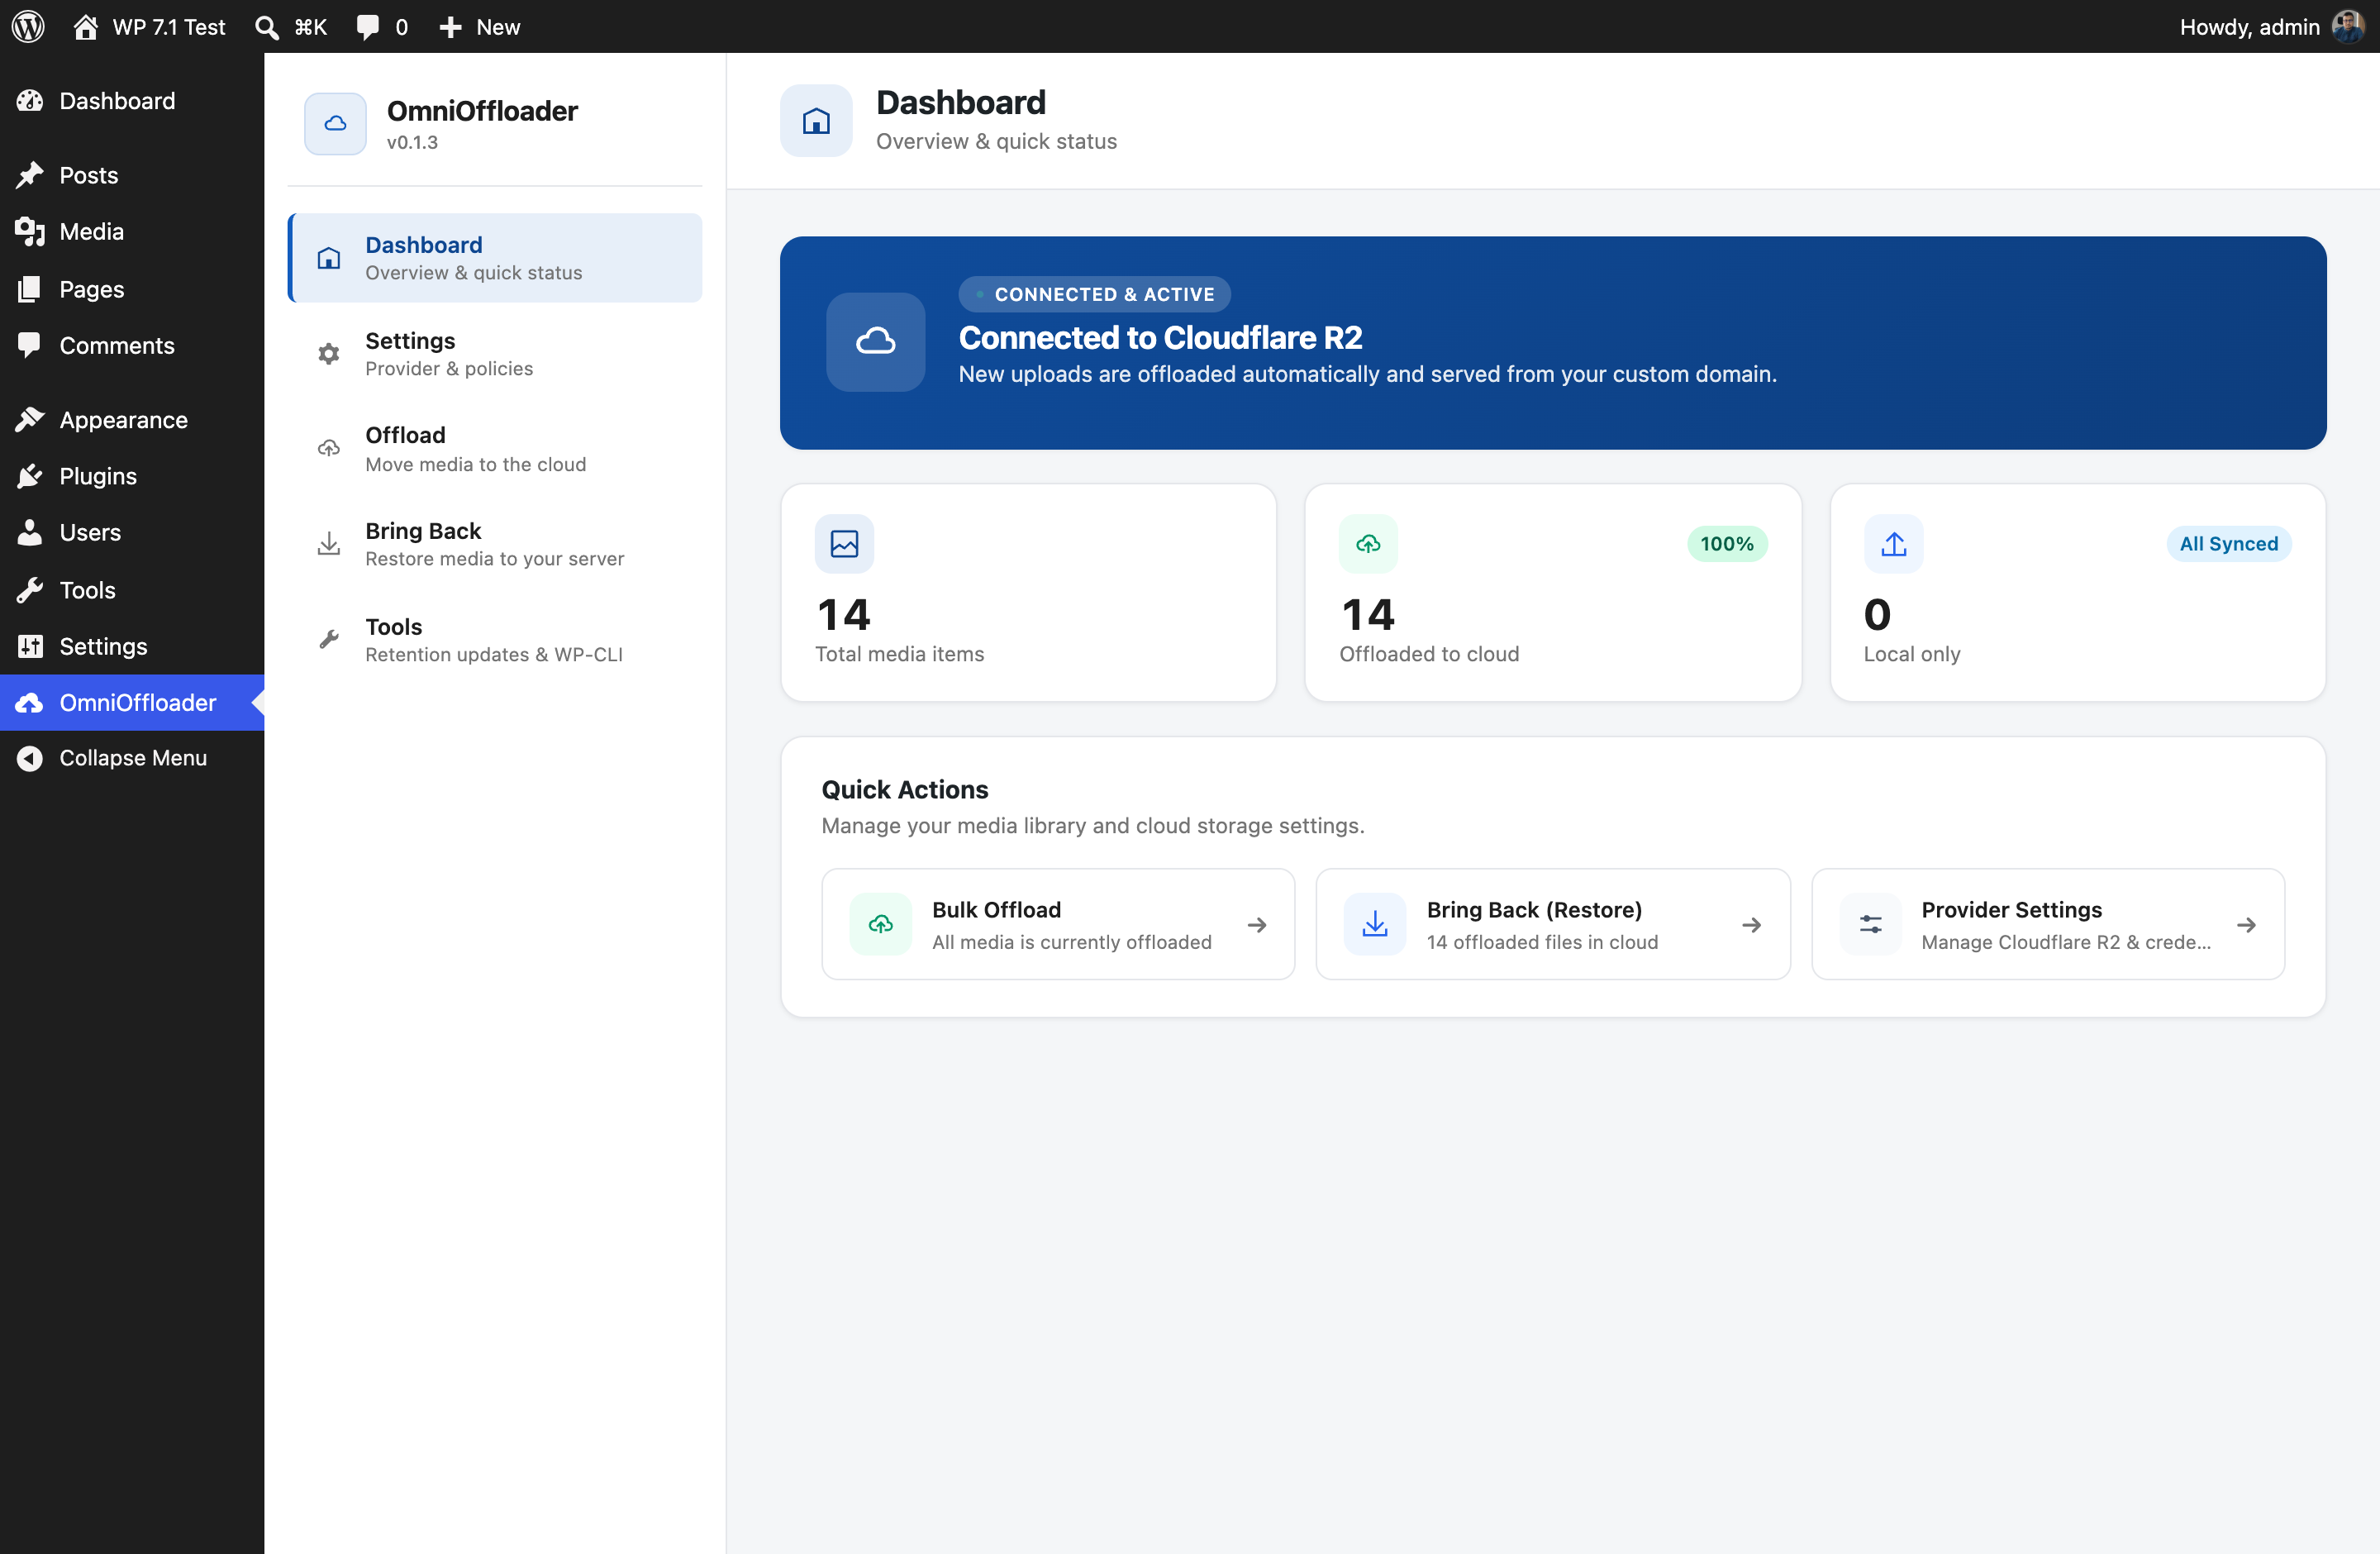 WP 7.1 Test
⌘K
0
New
Howdy, admin
Dashboard
Posts
Media
Pages
Comments
Appearance
Plugins
Users
Tools
Settings
OmniOffloader
Collapse Menu
OmniOffloader
v0.1.3
Dashboard
Overview & quick status
Settings
Provider & policies
Offload
Move media to the cloud
Bring Back
Restore media to your server
Tools
Retention updates & WP-CLI
Dashboard
Overview & quick status
CONNECTED & ACTIVE
Connected to Cloudflare R2
New uploads are offloaded automatically and served from your custom domain.
14
Total media items
100%
14
Offloaded to cloud
All Synced
0
Local only
Quick Actions
Manage your media library and cloud storage settings.
Bulk Offload
All media is currently offloaded
Bring Back (Restore)
14 offloaded files in cloud
Provider Settings
Manage Cloudflare R2 & crede...